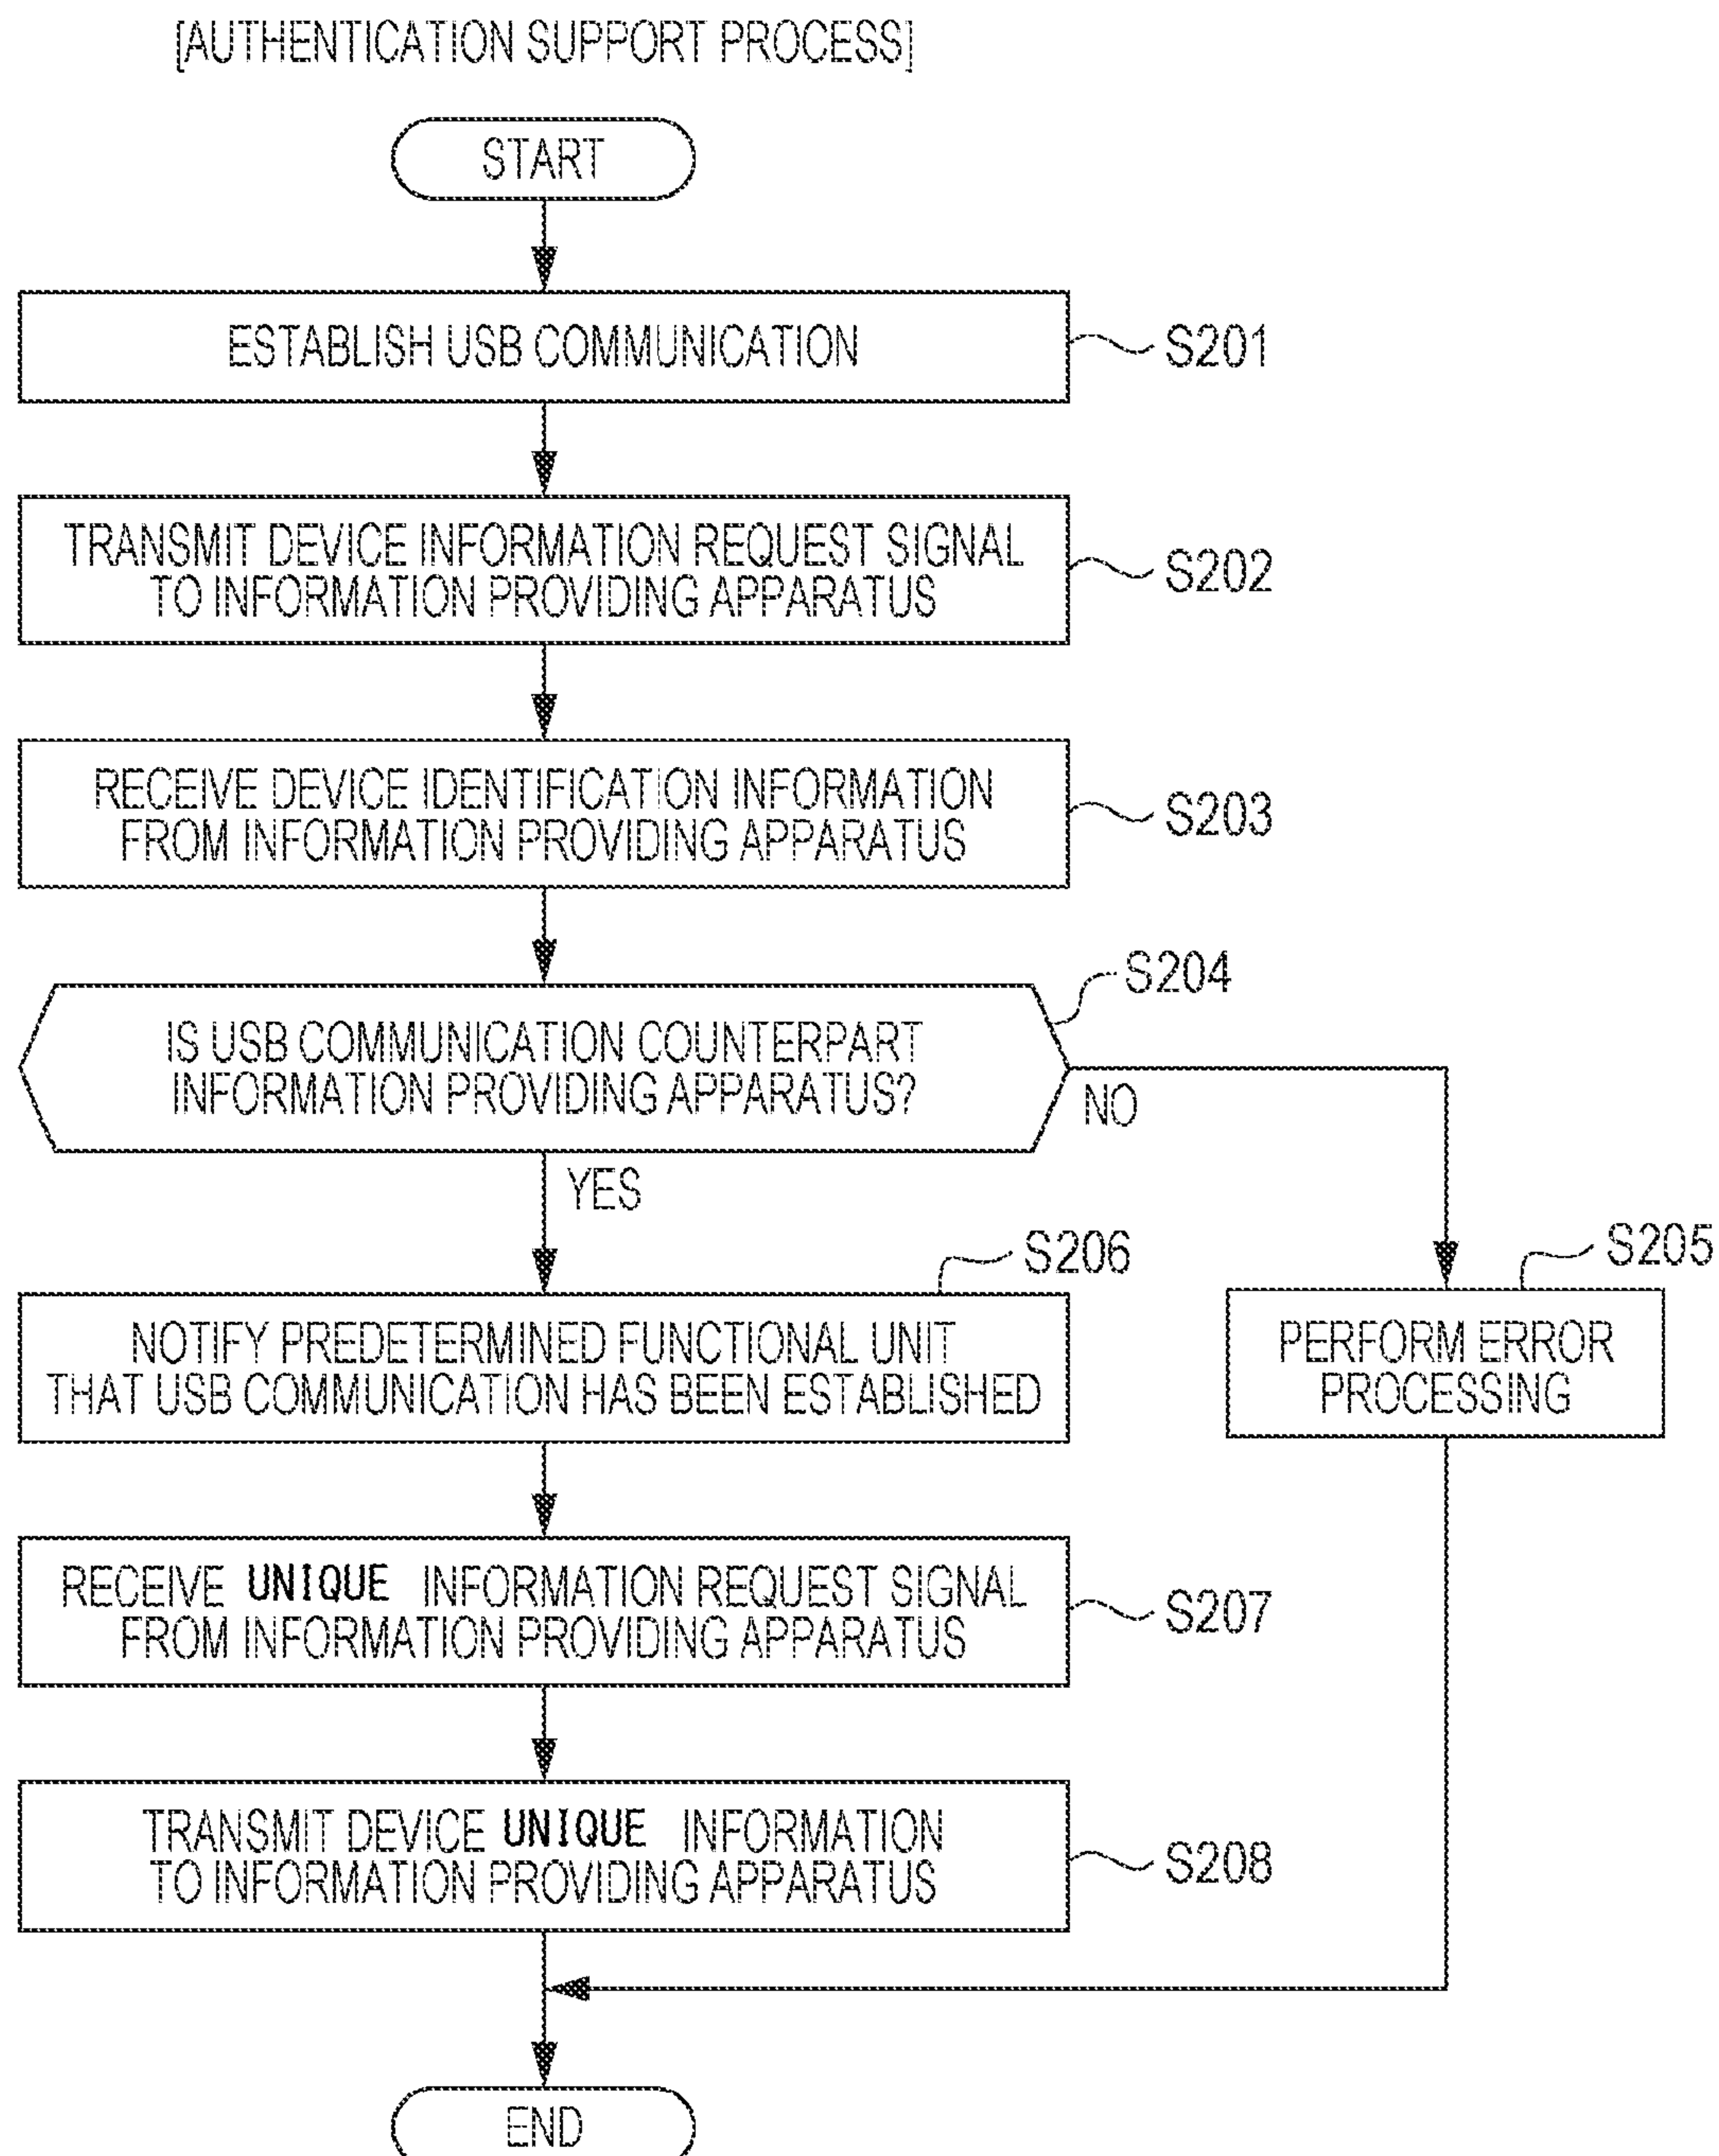 [AUTHENTICATION SUPPORT PROCESS]
START
ESTABLISH USB COMMUNICATION
S201
TRANSMIT DEVICE INFORMATION REQUEST SIGNAL
TO INFORMATION PROVIDING APPARATUS
S202
RECEIVE DEVICE IDENTIFICATION INFORMATION
FROM INFORMATION PROVIDING APPARATUS
S203
S204
IS USB COMMUNICATION COUNTERPART
INFORMATION PROVIDING APPARATUS?
NO
YES
S206
S205
NOTIFY PREDETERMINED FUNCTIONAL UNIT
THAT USB COMMUNICATION HAS BEEN ESTABLISHED
PERFORM ERROR
PROCESSING
RECEIVE UNIQUE INFORMATION REQUEST SIGNAL
FROM INFORMATION PROVIDING APPARATUS
S207
TRANSMIT DEVICE UNIQUE INFORMATION
TO INFORMATION PROVIDING APPARATUS
S208
END